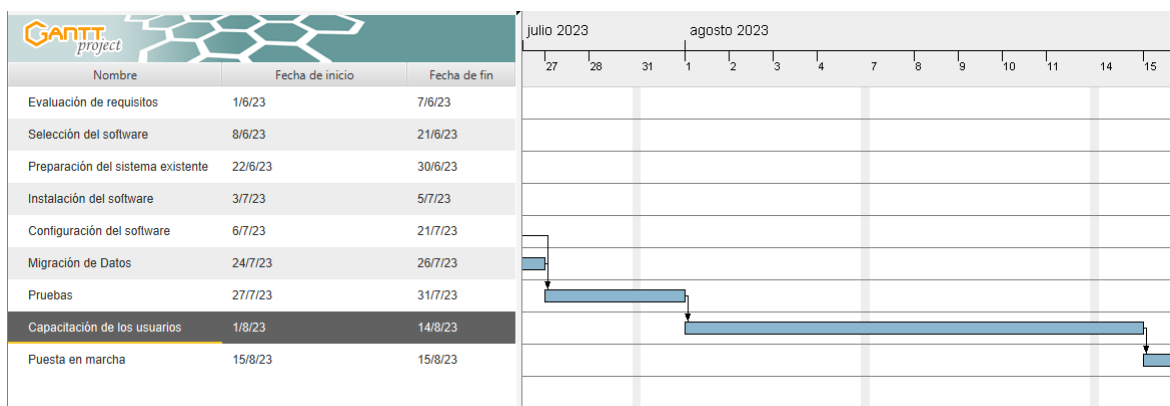 GANTT
project
julio 2023 agosto 2023
27 28 31 1 2 3 4 7 8 9 10 11 14 15
Nombre Fecha de inicio Fecha de fin
Evaluación de requisitos 1/6/23 7/6/23
Selección del software 8/6/23 21/6/23
Preparación del sistema existente 22/6/23 30/6/23
Instalación del software 3/7/23 5/7/23
Configuración del software 6/7/23 21/7/23
Migración de Datos 24/7/23 26/7/23
Pruebas 27/7/23 31/7/23
Capacitación de los usuarios 1/8/23 14/8/23
Puesta en marcha 15/8/23 15/8/23